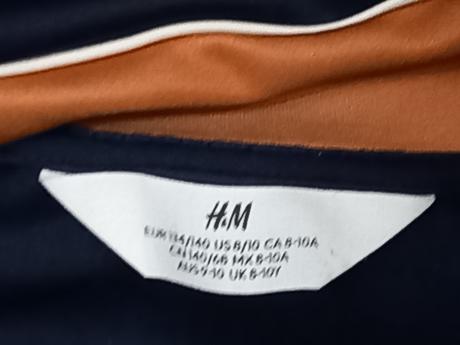 H&M
EUR 134/140 US 8/10 CA 8-10A
CN 140/68 MX 8-10A
AUS 9-10 UK 8-10Y